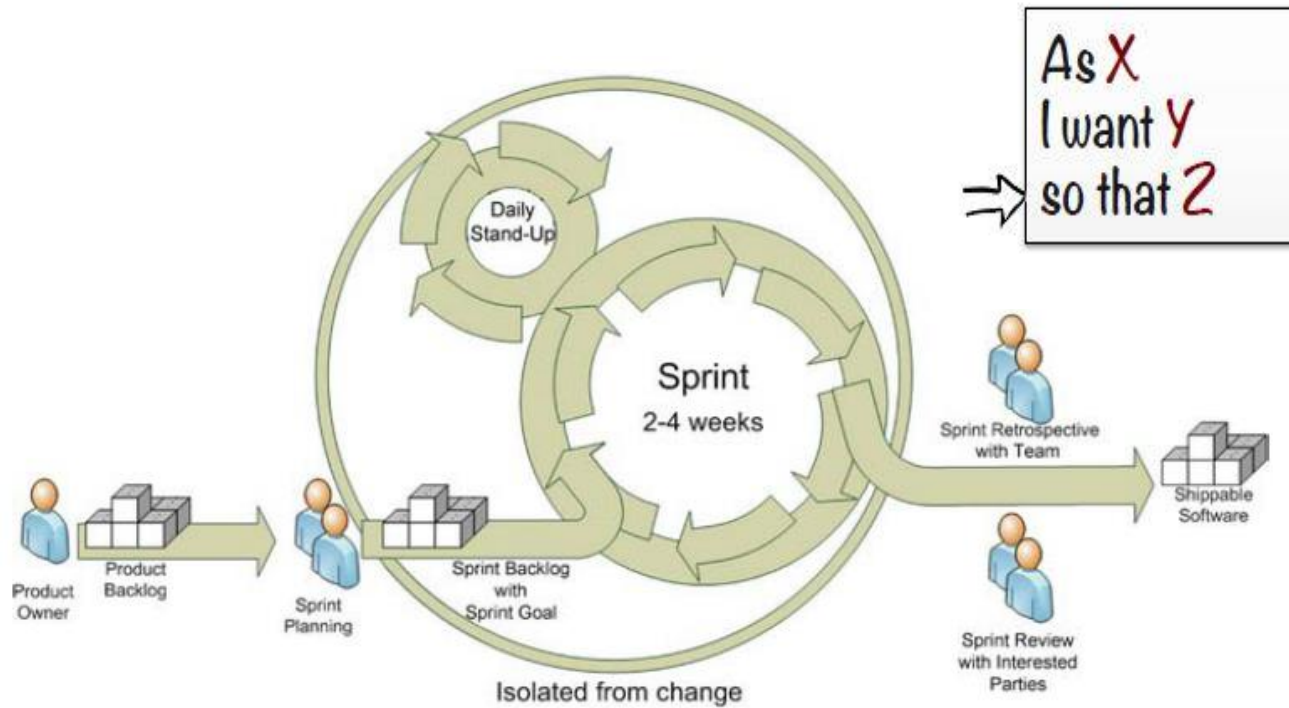 As X
I want Y
so that Z
Daily
Stand-Up
Sprint
2-4 weeks
Product
Owner
Product
Backlog
Sprint
Planning
Sprint Backlog
with
Sprint Goal
Sprint Retrospective
with Team
Shippable
Software
Sprint Review
with Interested
Parties
Isolated from change